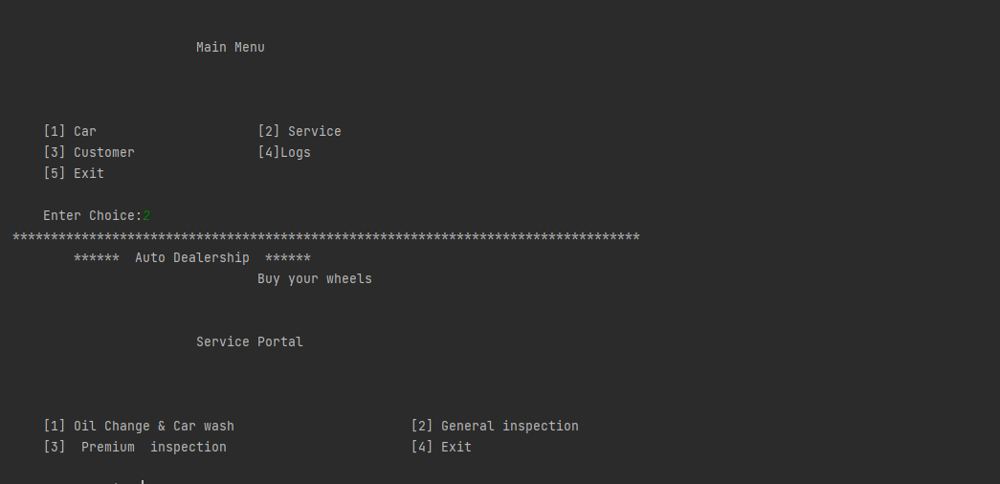 Main Menu
[1] Car [2] Service
[3] Customer [4]Logs
[5] Exit
Enter Choice:2
**********************************************************************************
****** Auto Dealership ******
Buy your wheels
Service Portal
[1] Oil Change & Car wash [2] General inspection
[3] Premium inspection [4] Exit